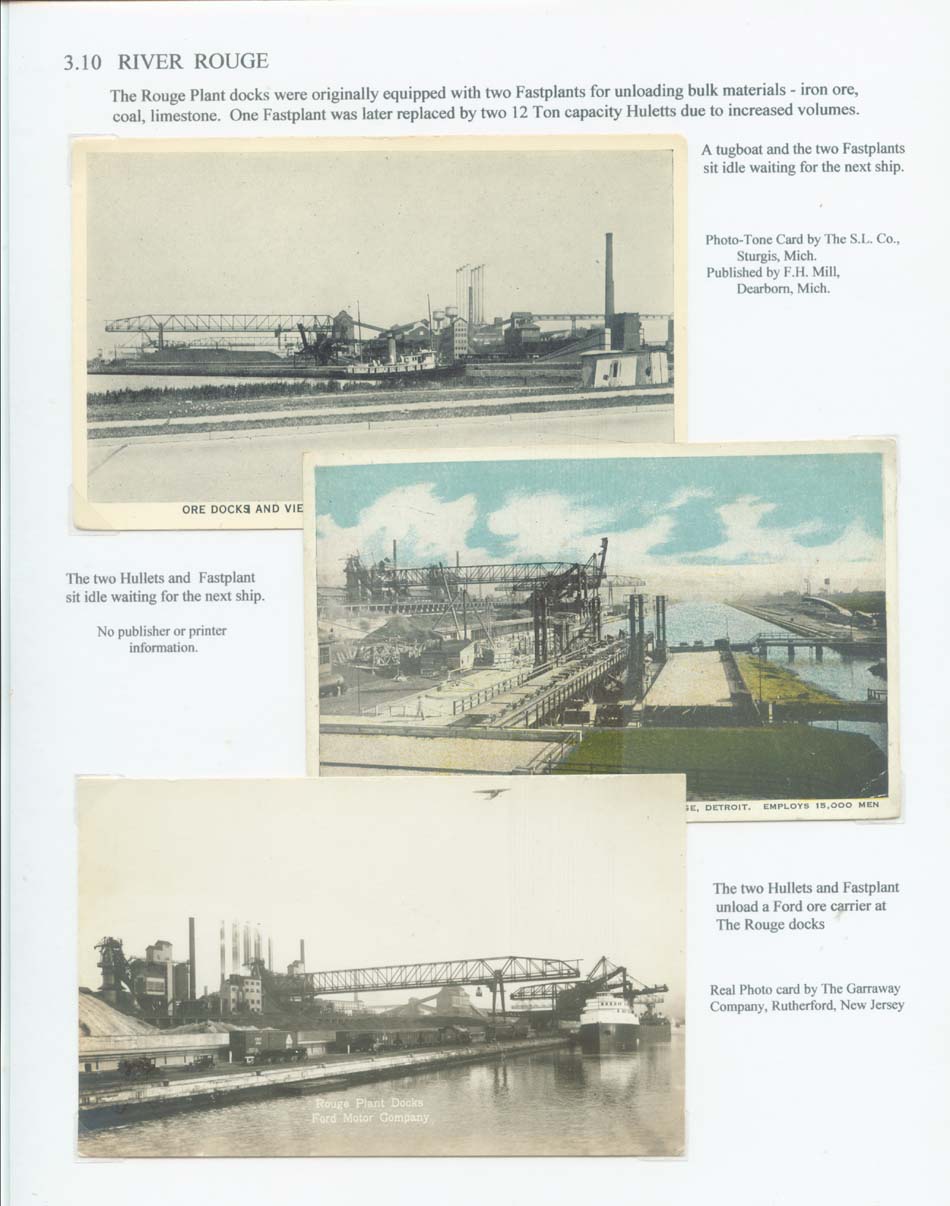 3.10 RIVER ROUGE
The Rouge Plant docks were originally equipped with two Fastplants for unloading bulk materials - iron ore,
coal, limestone. One Fastplant was later replaced by two 12 Ton capacity Huletts due to increased volumes.
A tugboat and the two Fastplants
sit idle waiting for the next ship.
Photo-Tone Card by The S.L. Co.,
Sturgis, Mich.
Published by F.H. Mill,
Dearborn, Mich.
ORE DOCKS AND VIE
The two Hullets and Fastplant
sit idle waiting for the next ship.
No publisher or printer
information.
GE, DETROIT. EMPLOYS 15,000 MEN
The two Hullets and Fastplant
unload a Ford ore carrier at
The Rouge docks
Real Photo card by The Garraway
Company, Rutherford, New Jersey
Rouge Plant Docks
Ford Motor Company